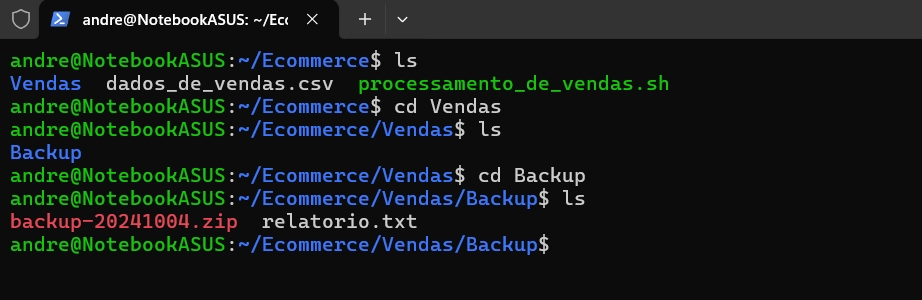 andre@NotebookASUS: ~/Ecc
andre@NotebookASUS:~/Ecommerce$ ls
Vendas  dados_de_vendas.csv  processamento_de_vendas.sh
andre@NotebookASUS:~/Ecommerce$ cd Vendas
andre@NotebookASUS:~/Ecommerce/Vendas$ ls
Backup
andre@NotebookASUS:~/Ecommerce/Vendas$ cd Backup
andre@NotebookASUS:~/Ecommerce/Vendas/Backup$ ls
backup-20241004.zip  relatorio.txt
andre@NotebookASUS:~/Ecommerce/Vendas/Backup$